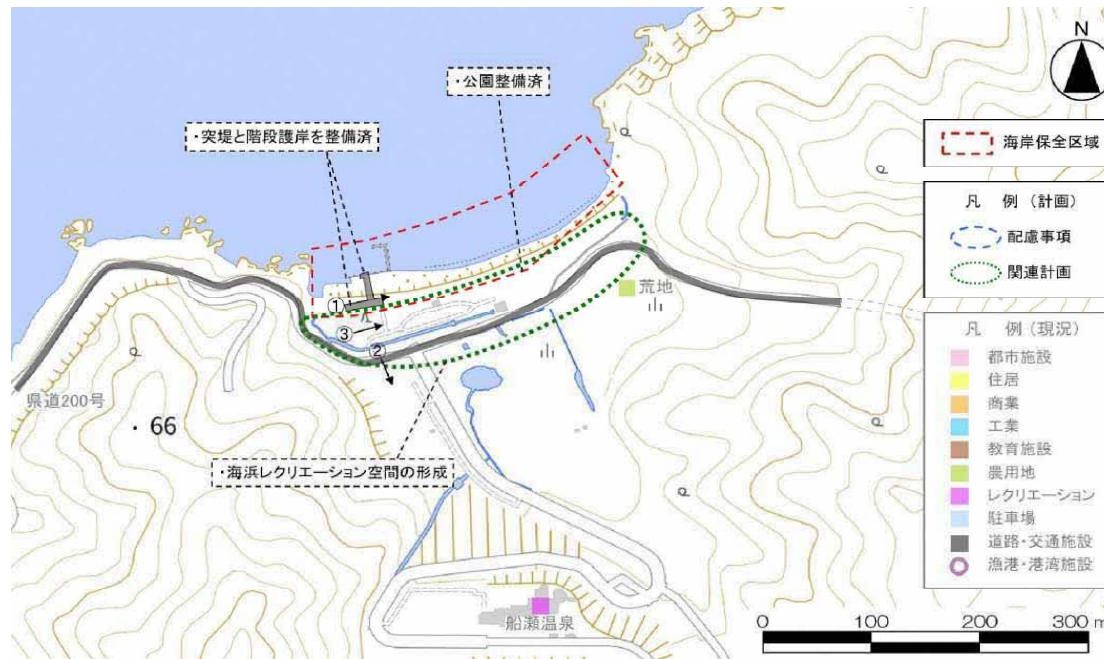 N
・公園整備済
・突堤と階段護岸を整備済
海岸保全区域
凡 例（計画）
配慮事項
関連計画
①
③
②
荒地
県道200号
・66
・海浜レクリエーション空間の形成
船瀬温泉
凡 例（現況）
都市施設
住居
商業
工業
教育施設
農用地
レクリエーション
駐車場
道路・交通施設
漁港・港湾施設
0 100 200 300 m